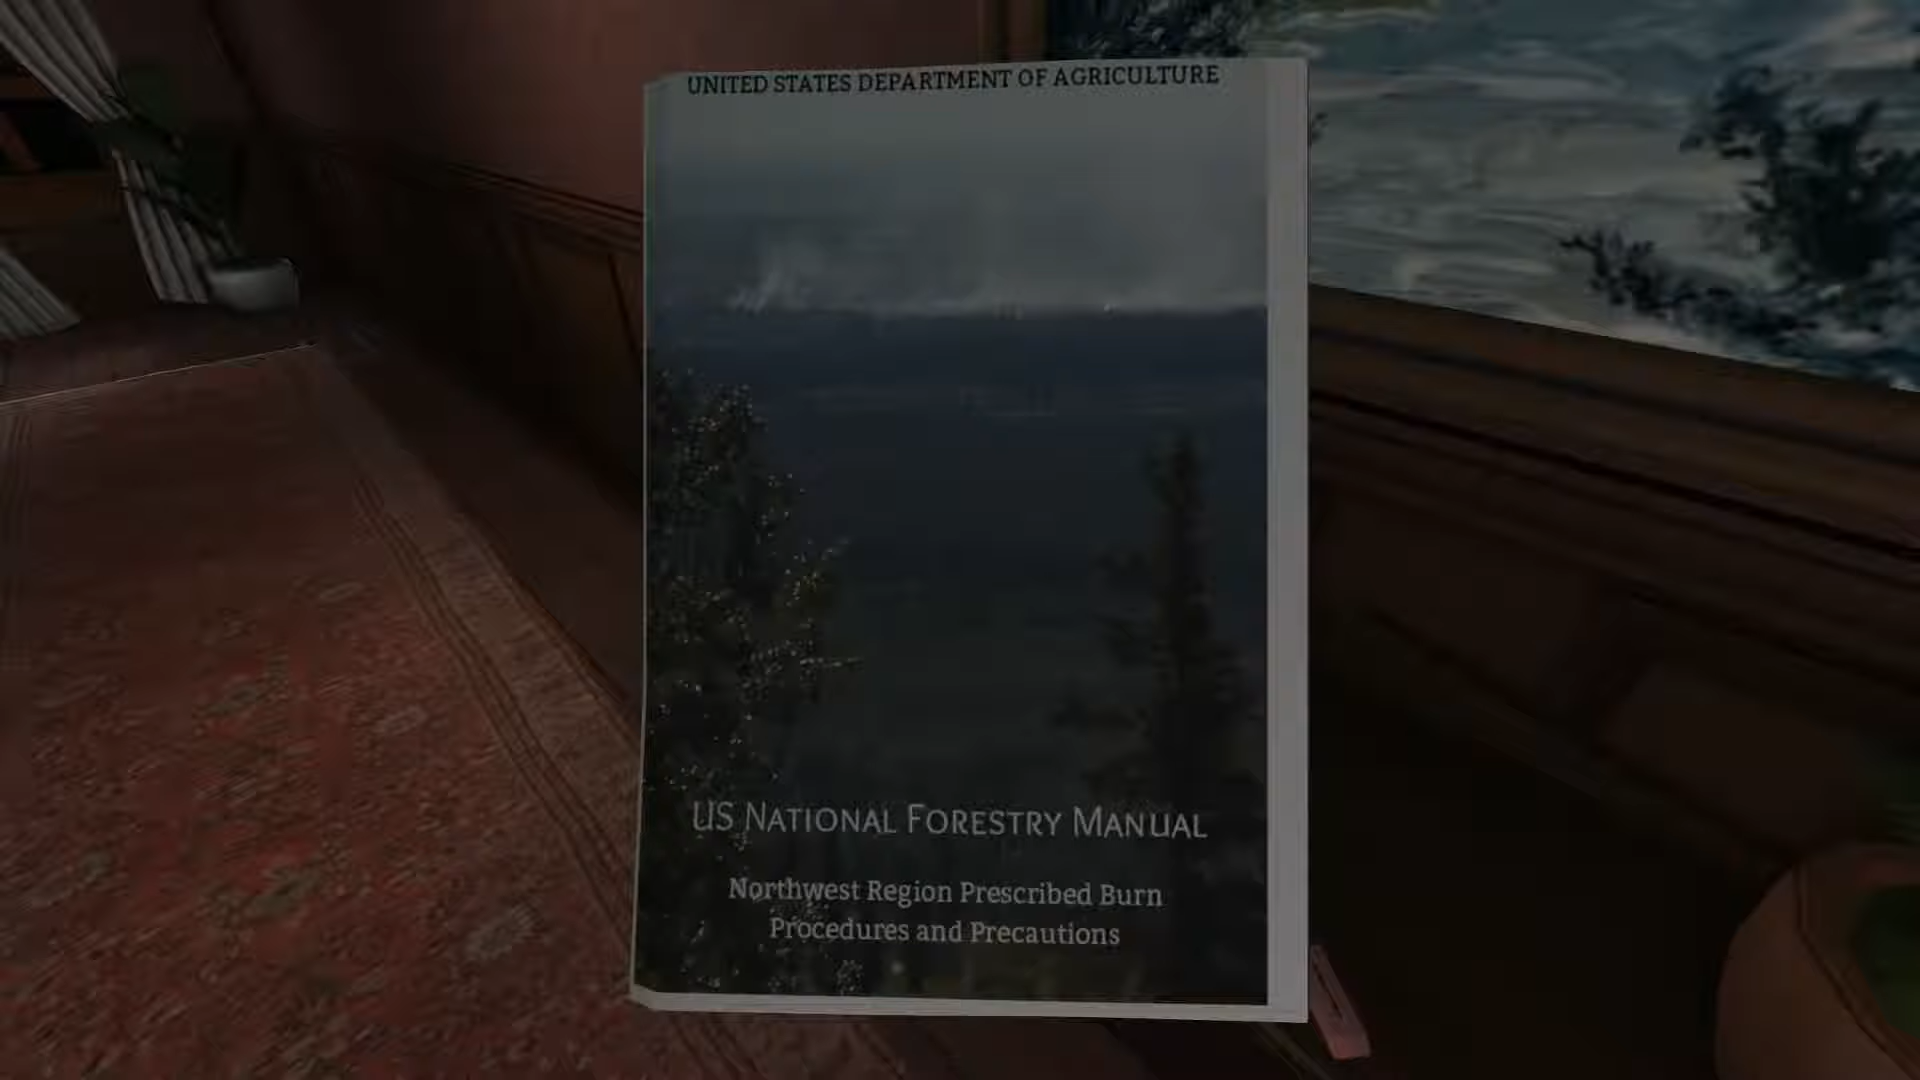 UNITED STATES DEPARTMENT OF AGRICULTURE
US NATIONAL FORESTRY MANUAL
Northwest Region Prescribed Burn
Procedures and Precautions